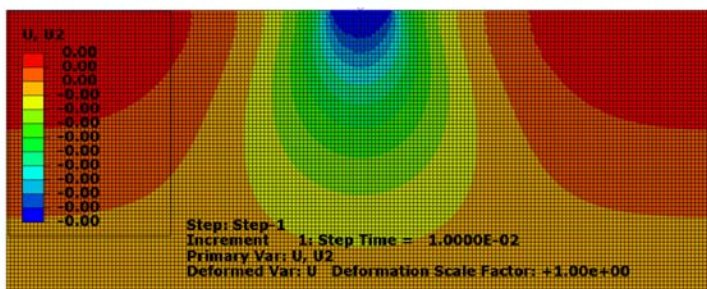 U, U2
0.00
0.00
0.00
-0.00
-0.00
-0.00
-0.00
-0.00
-0.00
-0.00
-0.00
-0.00
-0.00
Step: Step-1
Increment 1: Step Time = 1.0000E-02
Primary Var: U, U2
Deformed Var: U Deformation Scale Factor: +1.00e+00